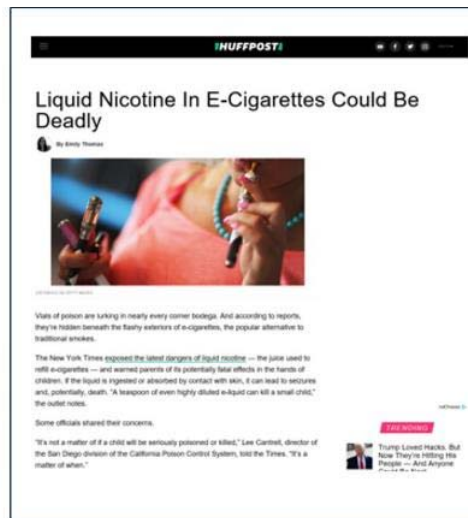 HUFFPOST
Liquid Nicotine In E-Cigarettes Could Be
Deadly
By Emily Thomas
Vials of poison are lurking in nearly every corner bodega. And according to reports,
they're hidden beneath the flashy exteriors of e-cigarettes, the popular alternative to
traditional smokes.
The New York Times exposed the latest dangers of liquid nicotine — the juice used to
refill e-cigarettes — and warned parents of its potentially fatal effects in the hands of
children. If the liquid is ingested or absorbed by contact with skin, it can lead to seizures
and, potentially, death. "A teaspoon of even highly diluted e-liquid can kill a small child,"
the outlet notes.
Some officials shared their concerns.
"It's not a matter of if a child will be seriously poisoned or killed," Lee Cantrell, director of
the San Diego division of the California Poison Control System, told the Times. "It's a
matter of when."
TRENDING
Trump Loved Hacks. But
Now They're Hitting His
People — And Anyone